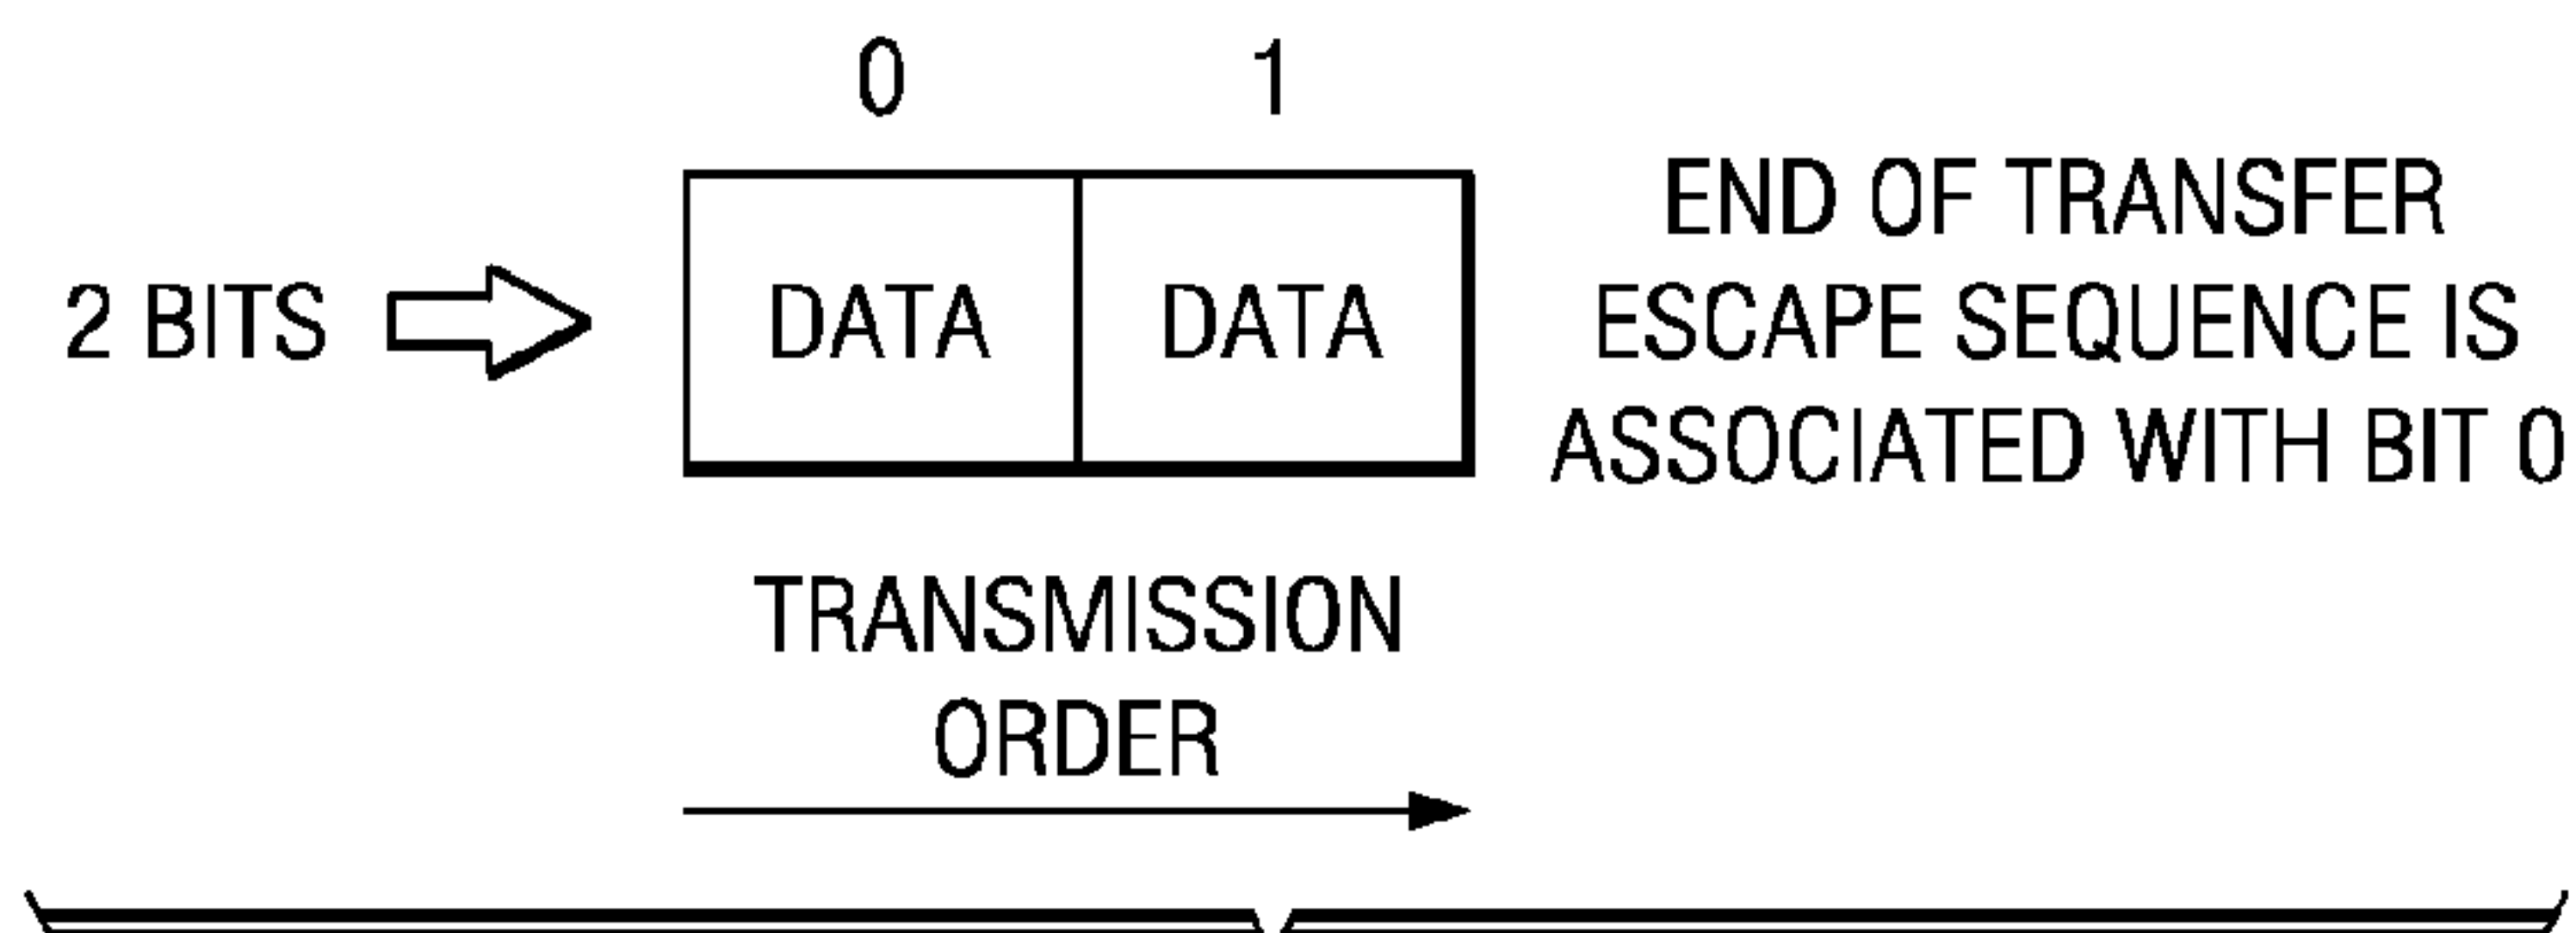 0 1
2 BITS
DATA DATA
END OF TRANSFER
ESCAPE SEQUENCE IS
ASSOCIATED WITH BIT 0
TRANSMISSION
ORDER